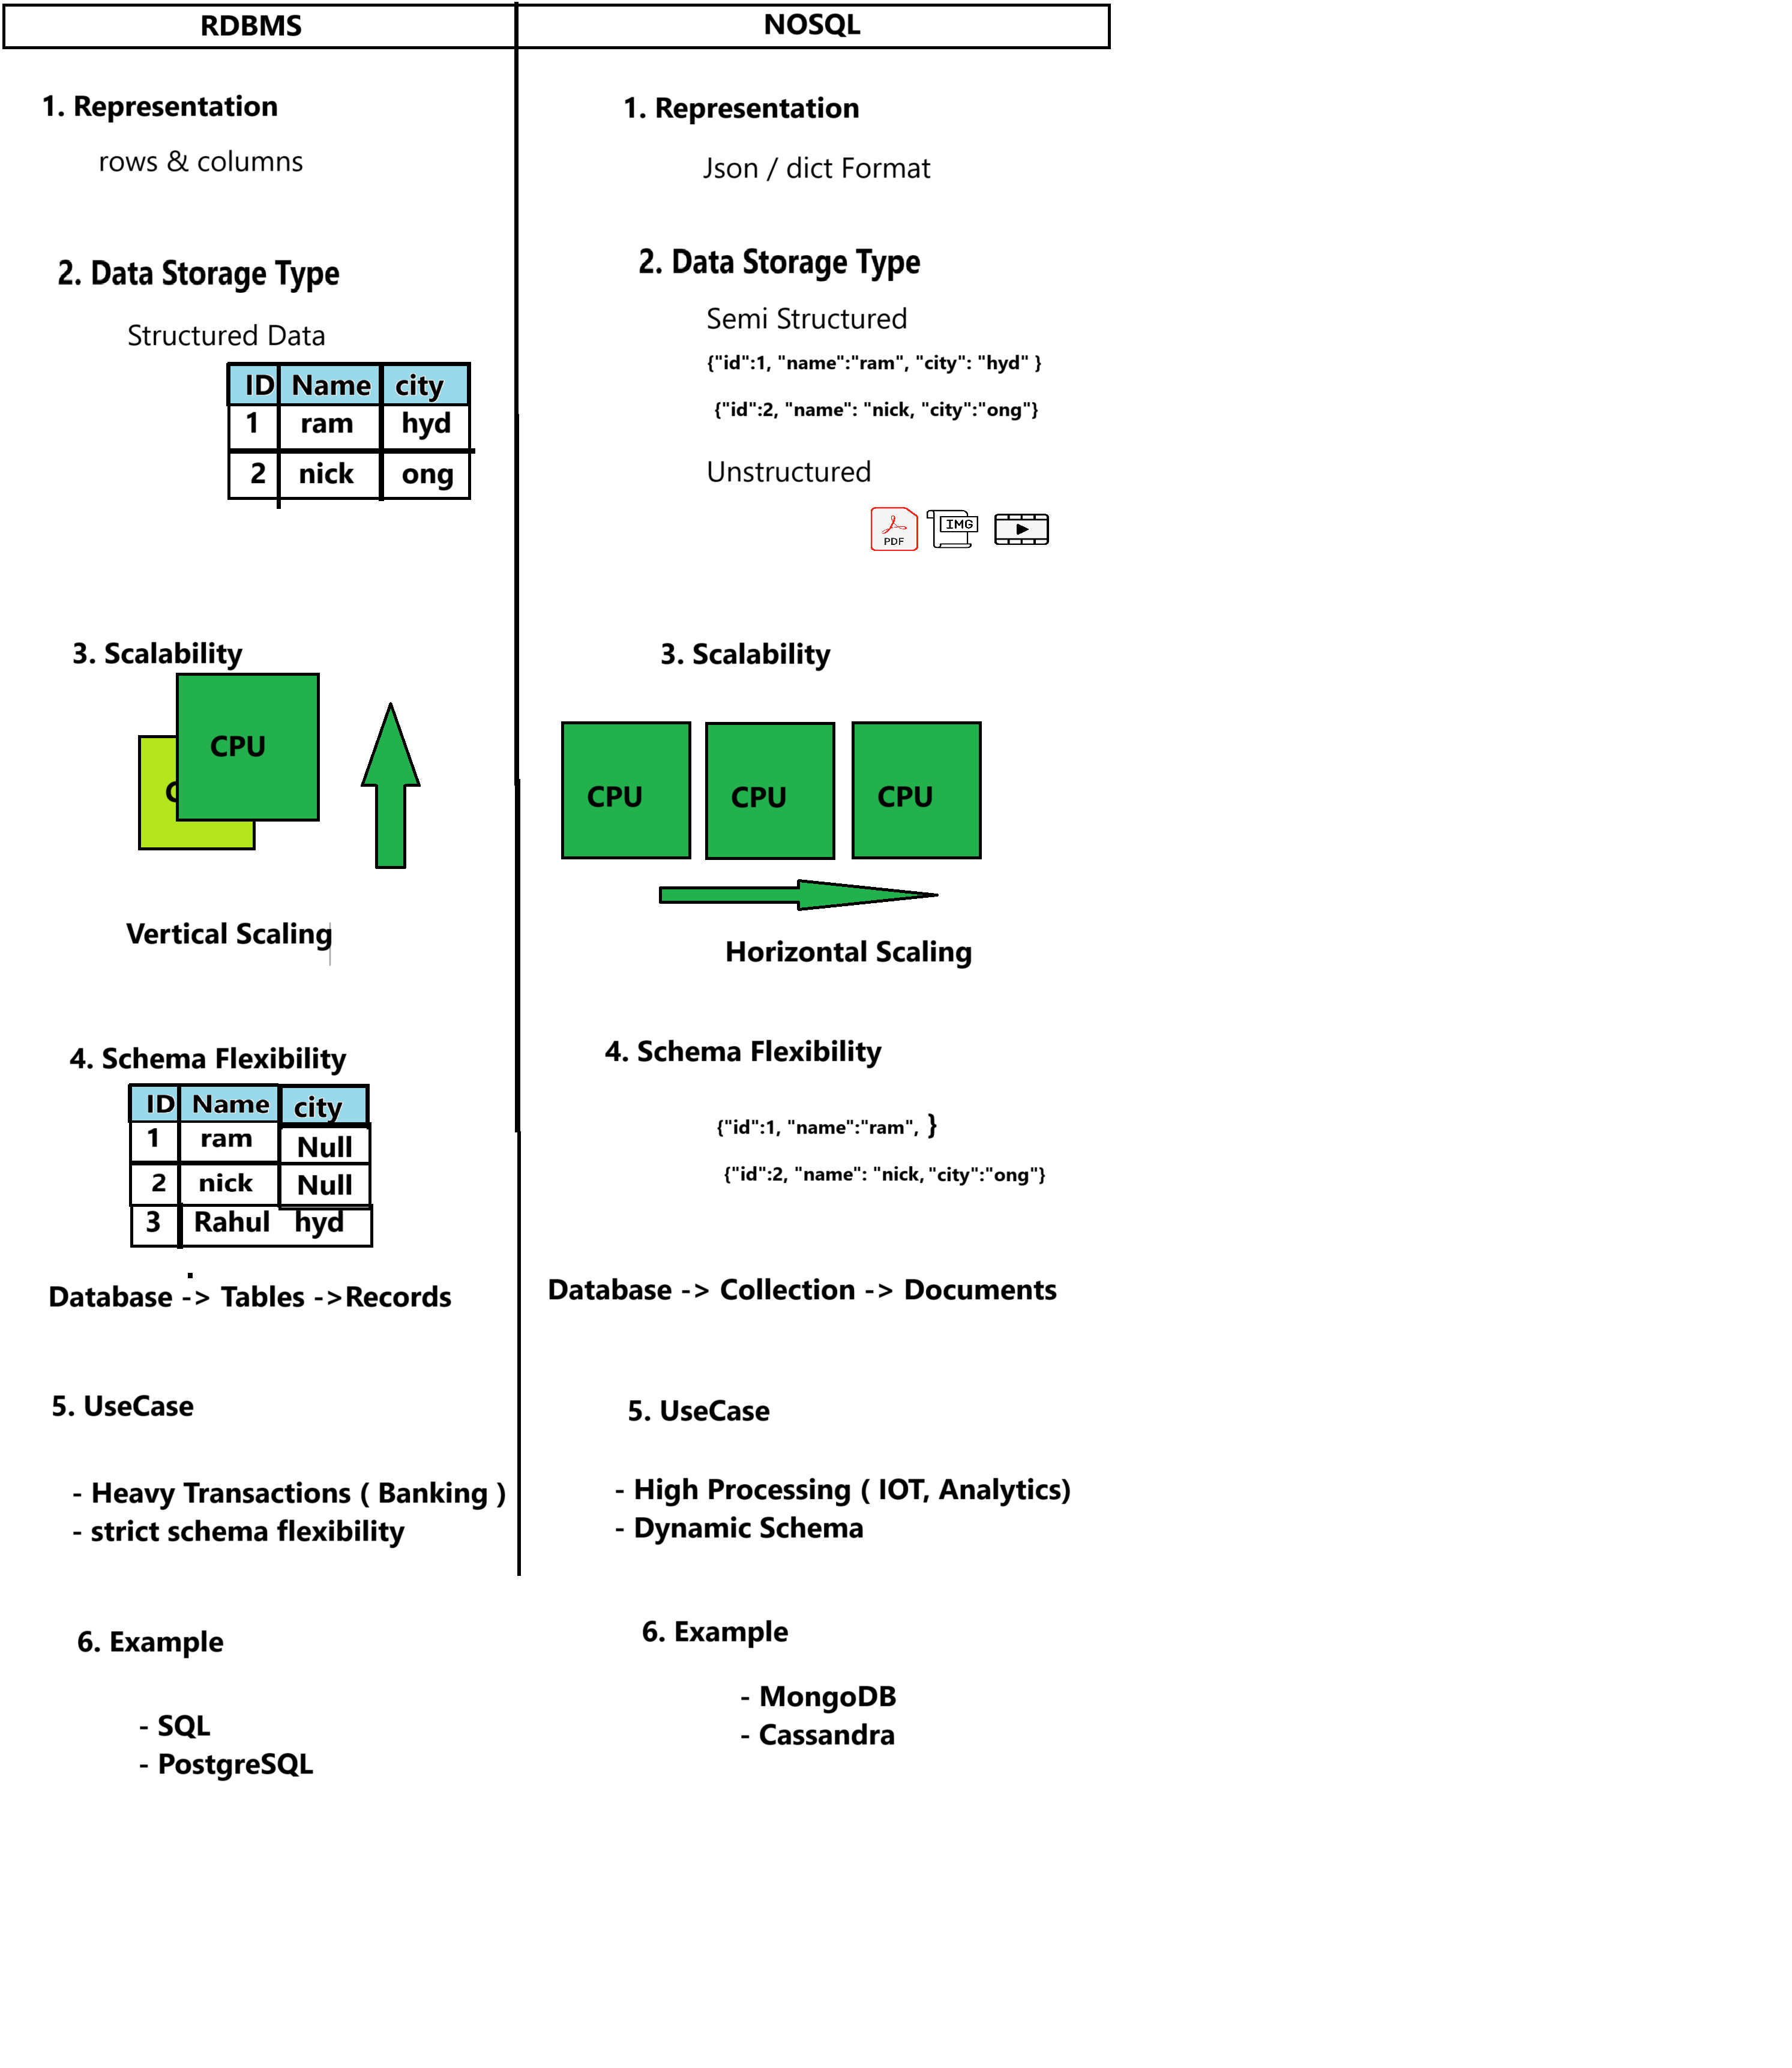 RDBMS
1. Representation
rows & columns
2. Data Storage Type
Structured Data
ID Name city
1 ram hyd
2 nick ong
3. Scalability
CPU
Vertical Scaling
4. Schema Flexibility
ID Name city
1 ram Null
2 nick Null
3 Rahul hyd
Database -> Tables ->Records
5. UseCase
- Heavy Transactions ( Banking )
- strict schema flexibility
6. Example
- SQL
- PostgreSQL
NOSQL
1. Representation
Json / dict Format
2. Data Storage Type
Semi Structured
{"id":1, "name":"ram", "city": "hyd" }
{"id":2, "name": "nick, "city":"ong"}
Unstructured
PDF IMG
3. Scalability
CPU CPU CPU
Horizontal Scaling
4. Schema Flexibility
{"id":1, "name":"ram", }
{"id":2, "name": "nick, "city":"ong"}
Database -> Collection -> Documents
5. UseCase
- High Processing ( IOT, Analytics)
- Dynamic Schema
6. Example
- MongoDB
- Cassandra